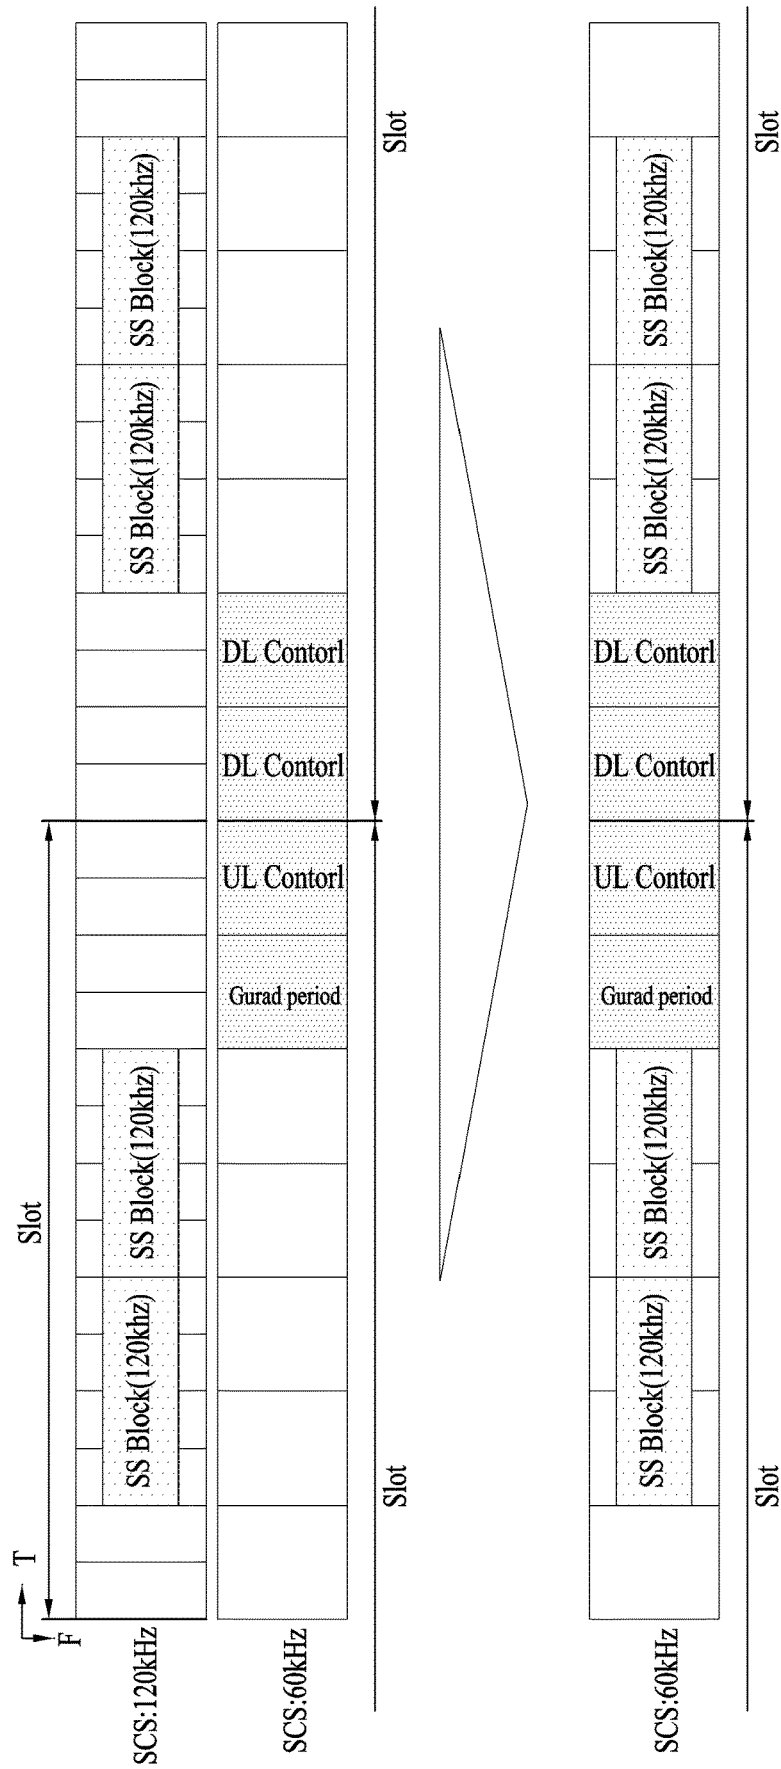 F
T
Slot
SCS:120kHz
SS Block(120khz)
SS Block(120khz)
SS Block(120khz)
SS Block(120khz)
SCS:60kHz
Gurad period
UL Contorl
DL Contorl
DL Contorl
Slot
Slot
SCS:60kHz
SS Block(120khz)
SS Block(120khz)
Gurad period
UL Contorl
DL Contorl
DL Contorl
SS Block(120khz)
SS Block(120khz)
Slot
Slot